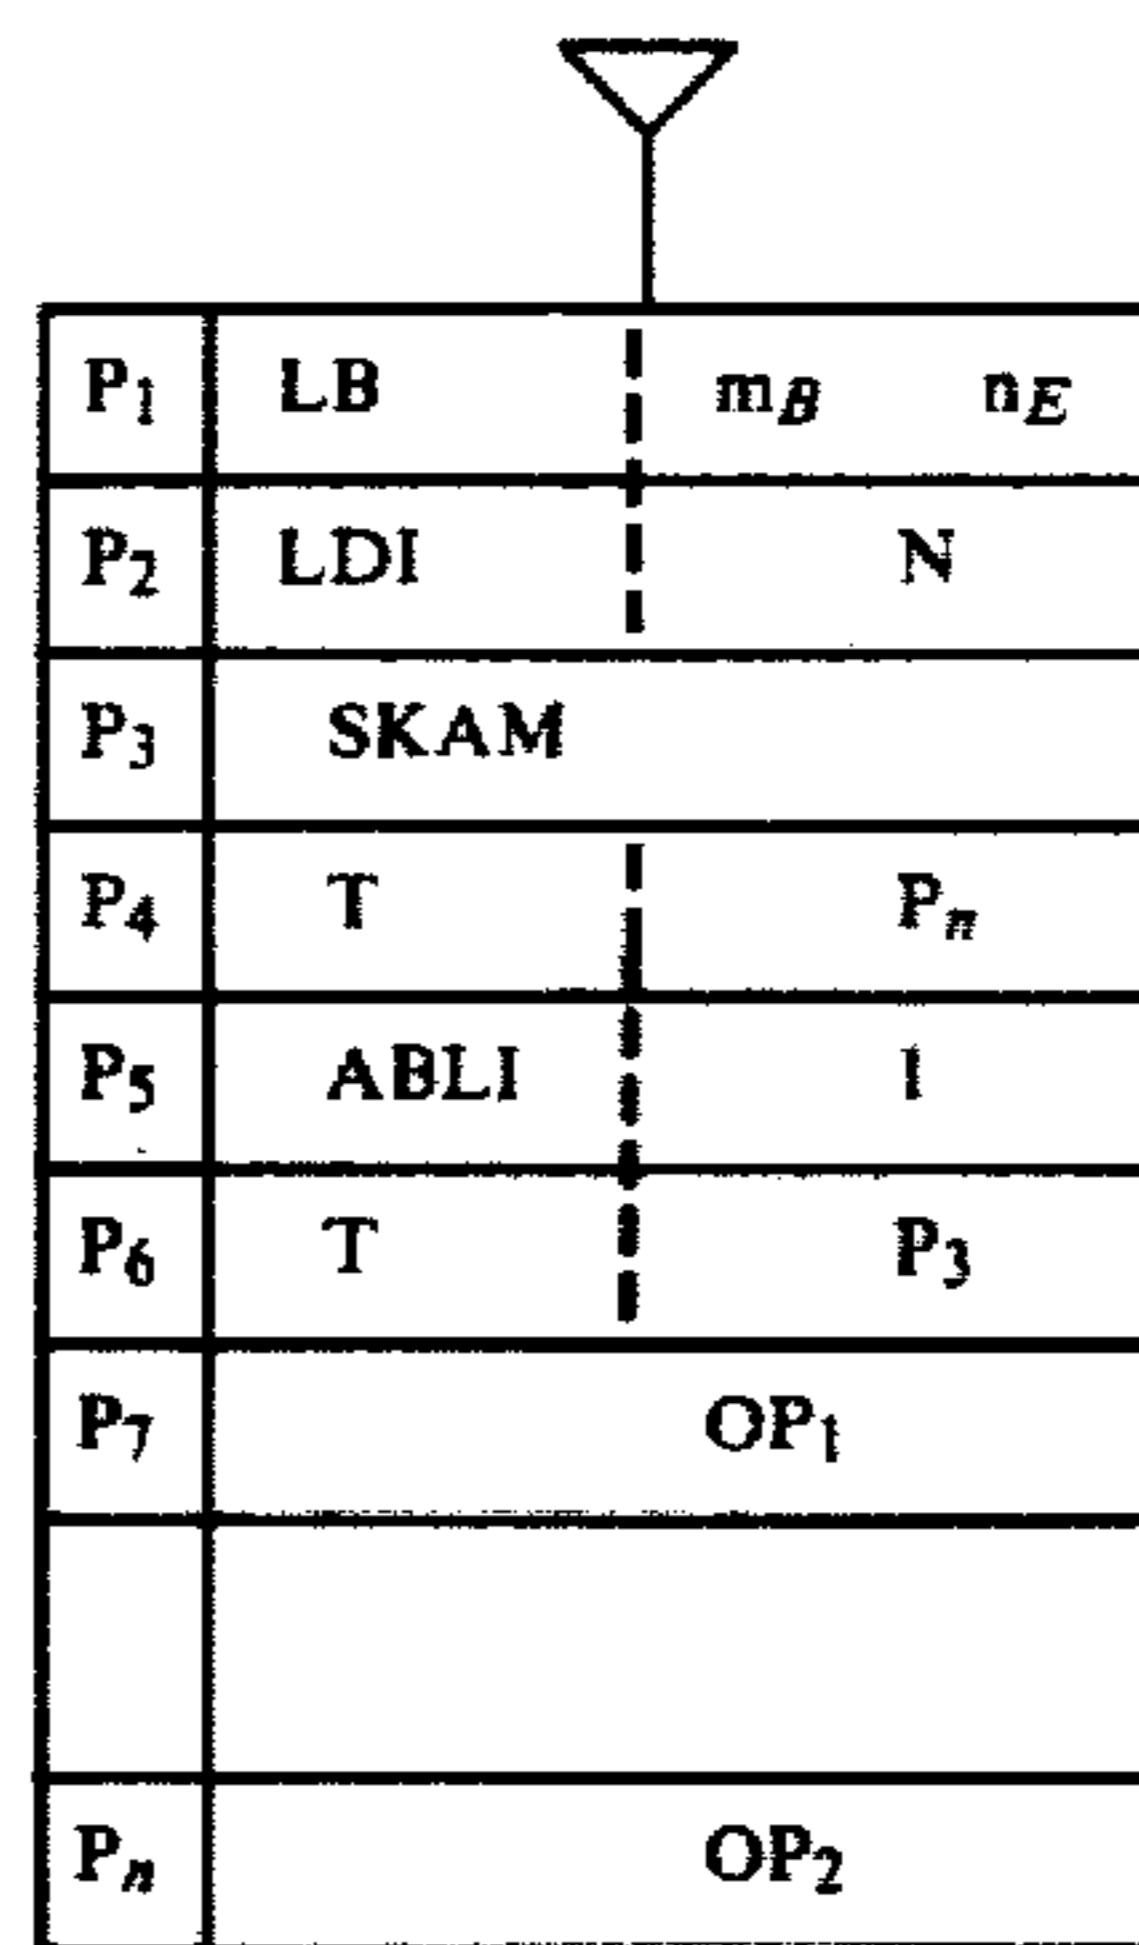 P1 LB mB nE
P2 LDI N
P3 SKAM
P4 T Pn
P5 ABLI 1
P6 T P3
P7 OP1
Pn OP2